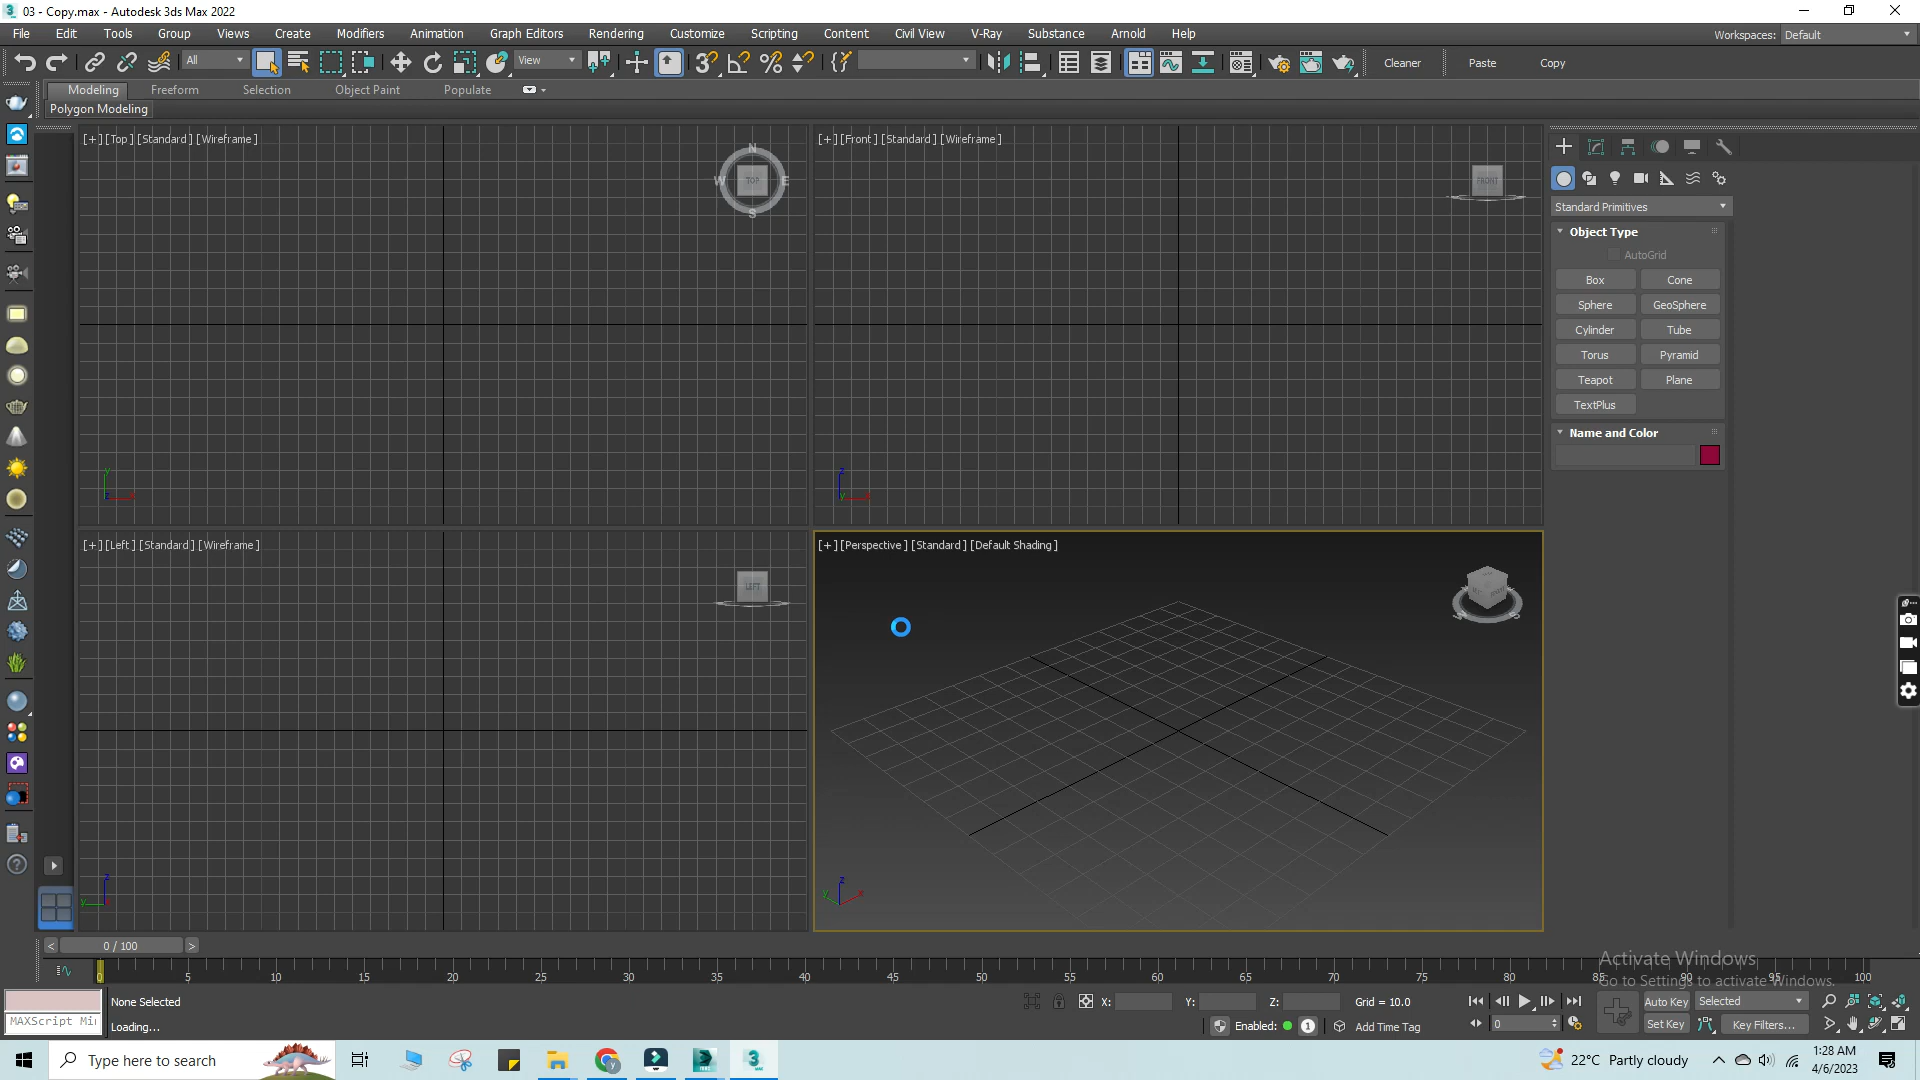 03 - Copy.max - Autodesk 3ds Max 2022
File Edit Tools Group Views Create Modifiers Animation Graph Editors Rendering Customize Scripting Content Civil View V-Ray Substance Arnold Help
Workspaces: Default
All View Cleaner Paste Copy
Modeling Freeform Selection Object Paint Populate
Polygon Modeling
[+] [Top] [Standard] [Wireframe]
N
W TOP E
S
[+] [Front] [Standard] [Wireframe]
FRONT
Standard Primitives
Object Type
AutoGrid
Box Cone
Sphere GeoSphere
Cylinder Tube
Torus Pyramid
Teapot Plane
TextPlus
Name and Color
y
x
z
y x
[+] [Left] [Standard] [Wireframe]
LEFT
[+] [Perspective] [Standard] [Default Shading]
z
y
z
y x
< 0 / 100 >
0 5 10 15 20 25 30 35 40 45 50 55 60 65 70 75 80 85 90 95 100
Activate Windows
Go to Settings to activate Windows.
None Selected
X: Y: Z: Grid = 10.0
Auto Key Selected
MAXScript Mi
Loading...
Enabled: 1 Add Time Tag
0
Set Key Key Filters...
Type here to search
22°C Partly cloudy
1:28 AM
4/6/2023